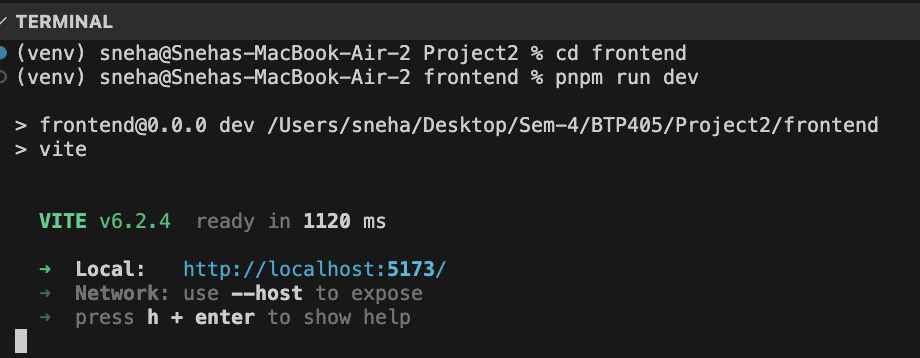 TERMINAL
(venv) sneha@Snehas-MacBook-Air-2 Project2 % cd frontend
(venv) sneha@Snehas-MacBook-Air-2 frontend % pnpm run dev
> frontend@0.0.0 dev /Users/sneha/Desktop/Sem-4/BTP405/Project2/frontend
> vite
VITE v6.2.4  ready in 1120 ms
➜  Local:   http://localhost:5173/
➜  Network: use --host to expose
➜  press h + enter to show help